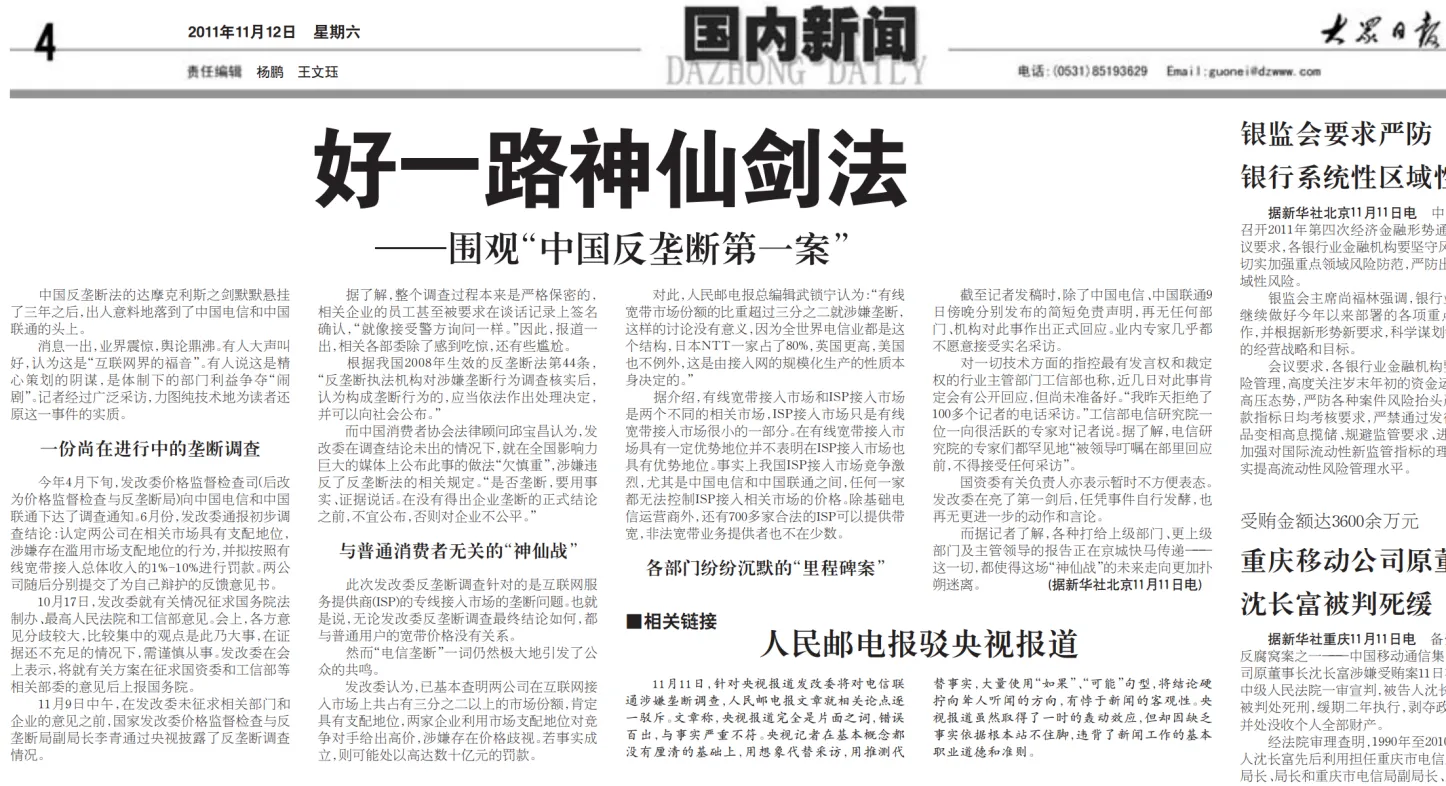 4
2011年11月12日 星期六
责任编辑 杨鹏 王文珏
国内新闻
DAZHONG DAILY
大众日报
电话:(0531)85193629 Email:guonei@dzwww.com
好一路神仙剑法
——围观“中国反垄断第一案”
中国反垄断法的达摩克利斯之剑默默悬挂
了三年之后,出人意料地落到了中国电信和中国
联通的头上。
消息一出,业界震惊,舆论鼎沸。有人大声叫
好,认为这是“互联网界的福音”。有人说这是精
心策划的阴谋,是体制下的部门利益争夺“闹
剧”。记者经过广泛采访,力图纯技术地为读者还
原这一事件的实质。
一份尚在进行中的垄断调查
今年4月下旬,发改委价格监督检查司(后改
为价格监督检查与反垄断局)向中国电信和中国
联通下达了调查通知。6月份,发改委通报初步调
查结论:认定两公司在相关市场具有支配地位,
涉嫌存在滥用市场支配地位的行为,并拟按照有
线宽带接入总体收入的1%-10%进行罚款。两公
司随后分别提交了为自己辩护的反馈意见书。
10月17日,发改委就有关情况征求国务院法
制办、最高人民法院和工信部意见。会上,各方意
见分歧较大,比较集中的观点是此乃大事,在证
据还不充足的情况下,需谨慎从事。发改委在会
上表示,将就有关方案在征求国资委和工信部等
相关部委的意见后上报国务院。
11月9日中午,在发改委未征求相关部门和
企业的意见之前,国家发改委价格监督检查与反
垄断局副局长李青通过央视披露了反垄断调查
情况。
据了解,整个调查过程本来是严格保密的,
相关企业的员工甚至被要求在谈话记录上签名
确认,“就像接受警方询问一样。”因此,报道一
出,相关各部委除了感到吃惊,还有些尴尬。
根据我国2008年生效的反垄断法第44条,
“反垄断执法机构对涉嫌垄断行为调查核实后,
认为构成垄断行为的,应当依法作出处理决定,
并可以向社会公布。”
而中国消费者协会法律顾问邱宝昌认为,发
改委在调查结论未出的情况下,就在全国影响力
巨大的媒体上公布此事的做法“欠慎重”,涉嫌违
反了反垄断法的相关规定。“是否垄断,要用事
实、证据说话。在没有得出企业垄断的正式结论
之前,不宜公布,否则对企业不公平。”
与普通消费者无关的“神仙战”
此次发改委反垄断调查针对的是互联网服
务提供商(ISP)的专线接入市场的垄断问题。也就
是说,无论发改委反垄断调查最终结论如何,都
与普通用户的宽带价格没有关系。
然而“电信垄断”一词仍然极大地引发了公
众的共鸣。
发改委认为,已基本查明两公司在互联网接
入市场上共占有三分之二以上的市场份额,肯定
具有支配地位,两家企业利用市场支配地位对竞
争对手给出高价,涉嫌存在价格歧视。若事实成
立,则可能处以高达数十亿元的罚款。
对此,人民邮电报总编辑武锁宁认为:“有线
宽带市场份额的比重超过三分之二就涉嫌垄断,
这样的讨论没有意义,因为全世界电信业都是这
个结构,日本NTT一家占了80%,英国更高,美国
也不例外,这是由接入网的规模化生产的性质本
身决定的。”
据介绍,有线宽带接入市场和ISP接入市场
是两个不同的相关市场,ISP接入市场只是有线
宽带接入市场很小的一部分。在有线宽带接入市
场具有一定优势地位并不表明在ISP接入市场也
具有优势地位。事实上我国ISP接入市场竞争激
烈,尤其是中国电信和中国联通之间,任何一家
都无法控制ISP接入相关市场的价格。除基础电
信运营商外,还有700多家合法的ISP可以提供带
宽,非法宽带业务提供者也不在少数。
各部门纷纷沉默的“里程碑案”
截至记者发稿时,除了中国电信、中国联通9
日傍晚分别发布的简短免责声明,再无任何部
门、机构对此事作出正式回应。业内专家几乎都
不愿意接受实名采访。
对一切技术方面的指控最有发言权和裁定
权的行业主管部门工信部也称,近几日对此事肯
定会有公开回应,但尚未准备好。“我昨天拒绝了
100多个记者的电话采访。”工信部电信研究院一
位一向很活跃的专家对记者说。据了解,电信研
究院的专家们都罕见地“被领导叮嘱在部里回应
前,不得接受任何采访”。
国资委有关负责人亦表示暂时不方便表态。
发改委在亮了第一剑后,任凭事件自行发酵,也
再无更进一步的动作和言论。
而据记者了解,各种打给上级部门、更上级
部门及主管领导的报告正在京城快马传递——
这一切,都使得这场“神仙战”的未来走向更加扑
朔迷离。 (据新华社北京11月11日电)
■相关链接
人民邮电报驳央视报道
11月11日,针对央视报道发改委将对电信联
通涉嫌垄断调查,人民邮电报文章就相关论点逐
一驳斥。文章称,央视报道完全是片面之词,错误
百出,与事实严重不符。央视记者在基本概念都
没有厘清的基础上,用想象代替采访,用推测代
替事实,大量使用“如果”、“可能”句型,将结论硬
拧向耸人听闻的方向,有悖于新闻的客观性。央
视报道虽然取得了一时的轰动效应,但却因缺乏
事实依据根本站不住脚,违背了新闻工作的基本
职业道德和准则。
银监会要求严防
银行系统性区域性
据新华社北京11月11日电 中
召开2011年第四次经济金融形势通
议要求,各银行业金融机构要坚守风
切实加强重点领域风险防范,严防出
域性风险。
银监会主席尚福林强调,银行业
继续做好今年以来部署的各项重点
作,并根据新形势新要求,科学谋划
的经营战略和目标。
会议要求,各银行业金融机构要
险管理,高度关注岁末年初的资金运
高压态势,严防各种案件风险抬头
款指标日均考核要求,严禁通过发
品变相高息揽储、规避监管要求,进
加强对国际流动性新监管指标的理
实提高流动性风险管理水平。
受贿金额达3600余万元
重庆移动公司原董
沈长富被判死缓
据新华社重庆11月11日电 备
反腐窝案之一——中国移动通信集
司原董事长沈长富涉嫌受贿案11日
中级人民法院一审宣判,被告人沈长
被判处死刑,缓期二年执行,剥夺政
并处没收个人全部财产。
经法院审理查明,1990年至2010
人沈长富先后利用担任重庆市电信
局长、局长和重庆市电信局副局长、